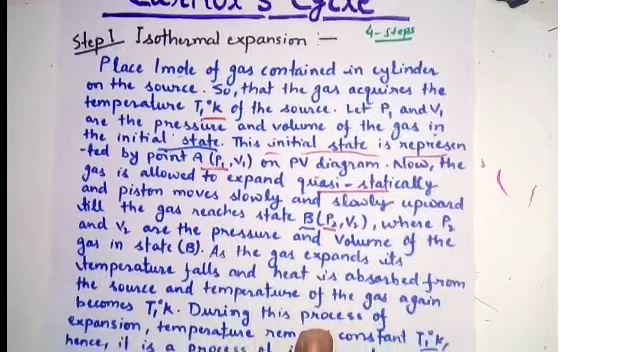 Carnot's Cycle
Step 1 Isothermal expansion :- 4-steps
Place 1mole of gas contained in cylinder
on the source. So, that the gas acquires the
temperature T₁°k of the source. Let P₁ and V₁
are the pressure and volume of the gas in
the initial state. This initial state is represen
-ted by point A (P₁,V₁) on PV diagram. Now, the
gas is allowed to expand quasi-statically
and piston moves slowly and slowly upward
till the gas reaches state B(P₂,V₂), where P₂
and V₂ are the pressure and volume of the
gas in state (B). As the gas expands its
temperature falls and heat is absorbed from
the source and temperature of the gas again
becomes T₁°k. During this process of
expansion, temperature rem constant T₁°k,
hence, it is a process of